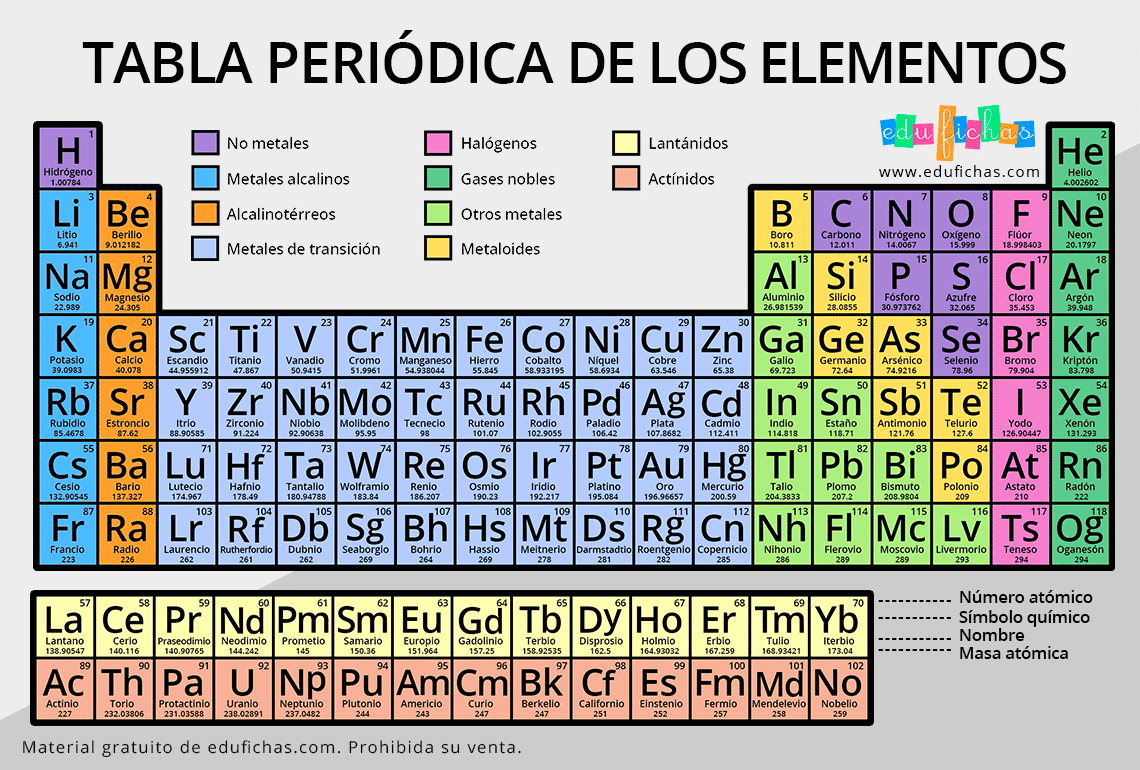 TABLA PERIÓDICA DE LOS ELEMENTOS
No metales
Metales alcalinos
Alcalinotérreos
Metales de transición
Halógenos
Gases nobles
Otros metales
Metaloides
Lantánidos
Actínidos
edufichas
www.edufichas.com
1 H Hidrógeno 1.00784
2 He Helio 4.002602
3 Li Litio 6.941
4 Be Berilio 9.012182
5 B Boro 10.811
6 C Carbono 12.011
7 N Nitrógeno 14.0067
8 O Oxígeno 15.999
9 F Flúor 18.998403
10 Ne Neon 20.1797
11 Na Sodio 22.989
12 Mg Magnesio 24.305
13 Al Aluminio 26.981539
14 Si Silicio 28.0855
15 P Fósforo 30.973762
16 S Azufre 32.065
17 Cl Cloro 35.453
18 Ar Argón 39.948
19 K Potasio 39.0983
20 Ca Calcio 40.078
21 Sc Escandio 44.955912
22 Ti Titanio 47.867
23 V Vanadio 50.9415
24 Cr Cromo 51.9961
25 Mn Manganeso 54.938044
26 Fe Hierro 55.845
27 Co Cobalto 58.933195
28 Ni Níquel 58.6934
29 Cu Cobre 63.546
30 Zn Zinc 65.38
31 Ga Galio 69.723
32 Ge Germanio 72.64
33 As Arsénico 74.9216
34 Se Selenio 78.96
35 Br Bromo 79.904
36 Kr Kriptón 83.798
37 Rb Rubidio 85.4678
38 Sr Estroncio 87.62
39 Y Itrio 88.90585
40 Zr Zirconio 91.224
41 Nb Niobio 92.90638
42 Mo Molibdeno 95.95
43 Tc Tecnecio 98
44 Ru Rutenio 101.07
45 Rh Rodio 102.9055
46 Pd Paladio 106.42
47 Ag Plata 107.8682
48 Cd Cadmio 112.411
49 In Indio 114.818
50 Sn Estaño 118.71
51 Sb Antimonio 121.76
52 Te Telurio 127.6
53 I Yodo 126.90447
54 Xe Xenón 131.293
55 Cs Cesio 132.90545
56 Ba Bario 137.327
71 Lu Lutecio 174.967
72 Hf Hafnio 178.49
73 Ta Tantalio 180.94788
74 W Wolframio 183.84
75 Re Renio 186.207
76 Os Osmio 190.23
77 Ir Iridio 192.217
78 Pt Platino 195.084
79 Au Oro 196.96657
80 Hg Mercurio 200.59
81 Tl Talio 204.3833
82 Pb Plomo 207.2
83 Bi Bismuto 208.9804
84 Po Polonio 209
85 At Astato 210
86 Rn Radón 222
87 Fr Francio 223
88 Ra Radio 226
103 Lr Laurencio 262
104 Rf Rutherfordio 261
105 Db Dubnio 262
106 Sg Seaborgio 269
107 Bh Bohrio 264
108 Hs Hassio 269
109 Mt Meitnerio 278
110 Ds Darmstadtio 281
111 Rg Roentgenio 282
112 Cn Copernicio 285
113 Nh Nihonio 286
114 Fl Flerovio 289
115 Mc Moscovio 289
116 Lv Livermorio 293
117 Ts Teneso 294
118 Og Oganesón 294
57 La Lantano 138.90547
58 Ce Cerio 140.116
59 Pr Praseodimio 140.90765
60 Nd Neodimio 144.242
61 Pm Prometio 145
62 Sm Samario 150.36
63 Eu Europio 151.964
64 Gd Gadolinio 157.25
65 Tb Terbio 158.92535
66 Dy Disprosio 162.5
67 Ho Holmio 164.93032
68 Er Erbio 167.259
69 Tm Tulio 168.93421
70 Yb Iterbio 173.04
89 Ac Actinio 227
90 Th Torio 232.03806
91 Pa Protactinio 231.03588
92 U Uranio 238.02891
93 Np Neptunio 237.0482
94 Pu Plutonio 244
95 Am Americio 243
96 Cm Curio 247
97 Bk Berkelio 247
98 Cf Californio 251
99 Es Einstenio 252
100 Fm Fermio 257
101 Md Mendelevio 258
102 No Nobelio 259
Número atómico
Símbolo químico
Nombre
Masa atómica
Material gratuito de edufichas.com. Prohibida su venta.